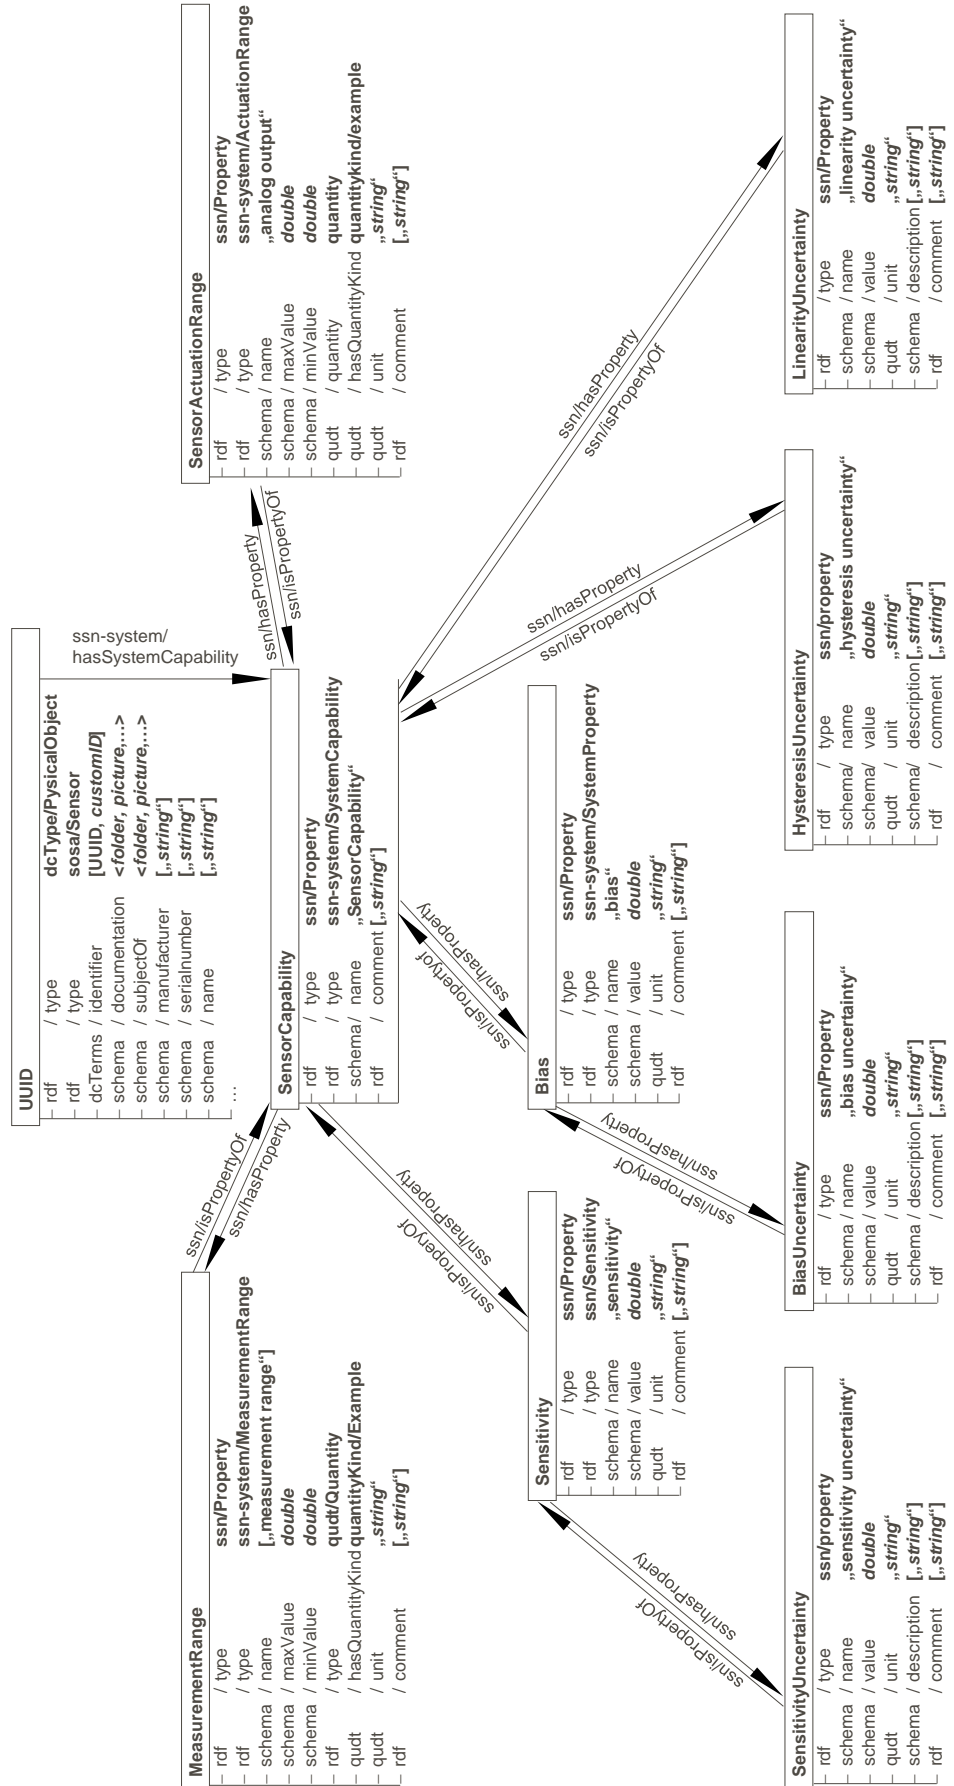 UUID
rdf / type dcType/PysicalObject
rdf / type sosa/Sensor
dcTerms / identifier [UUID, customID]
schema / documentation <folder, picture,...>
schema / subjectOf <folder, picture,...>
schema / manufacturer [„string“]
schema / serialnumber [„string“]
schema / name [„string“]
...
ssn-system/
hasSystemCapability
MeasurementRange
rdf / type ssn/Property
rdf / type ssn-system/MeasurementRange
schema / name [„measurement range“]
schema / maxValue double
schema / minValue double
rdf / type qudt/Quantity
qudt / hasQuantityKind quantityKind/Example
qudt / unit „string“
rdf / comment [„string“]
ssn/isPropertyOf
ssn/hasProperty
SensorCapability
rdf / type ssn/Property
rdf / type ssn-system/SystemCapability
schema/ name „SensorCapability“
rdf / comment [„string“]
ssn/hasProperty
ssn/isPropertyOf
SensorActuationRange
rdf / type ssn/Property
rdf / type ssn-system/ActuationRange
schema / name „analog output“
schema / maxValue double
schema / minValue double
qudt / quantity quantity
qudt / hasQuantityKind quantitykind/example
qudt / unit „string“
rdf / comment [„string“]
ssn/hasProperty
ssn/isPropertyOf
ssn/hasProperty
ssn/isPropertyof
ssn/hasProperty
ssn/isPropertyOf
ssn/hasProperty
ssn/isPropertyOf
Sensitivity
rdf / type ssn/Property
rdf / type ssn/Sensitivity
schema / name „sensitivity“
schema / value double
qudt / unit „string“
rdf / comment [„string“]
Bias
rdf / type ssn/Property
rdf / type ssn-system/SystemProperty
schema / name „bias“
schema / value double
qudt / unit „string“
rdf / comment [„string“]
ssn/hasProperty
ssn/isPropertyOf
ssn/hasProperty
ssn/isPropertyOf
SensitivityUncertainty
rdf / type ssn/property
schema / name „sensitivity uncertainty“
schema / value double
qudt / unit „string“
schema / description [„string“]
rdf / comment [„string“]
BiasUncertainty
rdf / type ssn/Property
schema / name „bias uncertainty“
schema / value double
qudt / unit „string“
schema / description [„string“]
rdf / comment [„string“]
HysteresisUncertainty
rdf / type ssn/property
schema/ name „hysteresis uncertainty“
schema/ value double
qudt / unit „string“
schema/ description [„string“]
rdf / comment [„string“]
LinearityUncertainty
rdf / type ssn/Property
schema / name „linearity uncertainty“
schema / value double
qudt / unit „string“
schema / description [„string“]
rdf / comment [„string“]